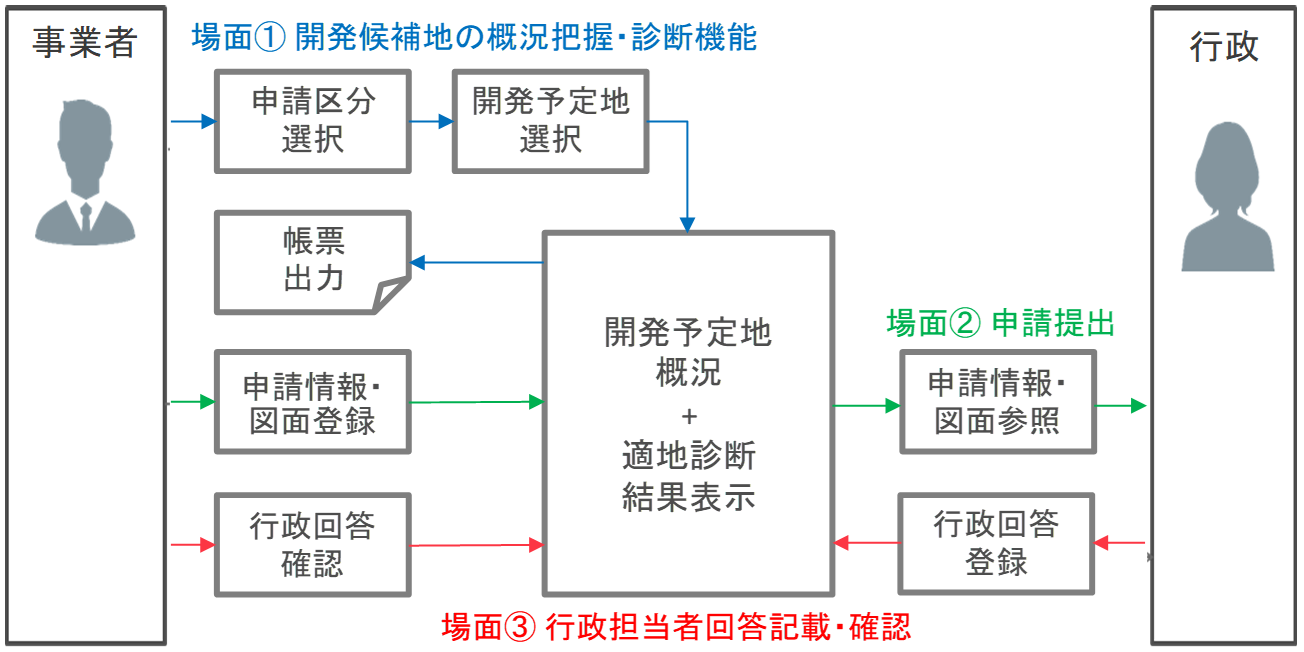 事業者
場面① 開発候補地の概況把握・診断機能
行政
申請区分
選択
開発予定地
選択
帳票
出力
開発予定地
概況
+
適地診断
結果表示
場面② 申請提出
申請情報・
図面登録
申請情報・
図面参照
行政回答
確認
行政回答
登録
場面③ 行政担当者回答記載・確認